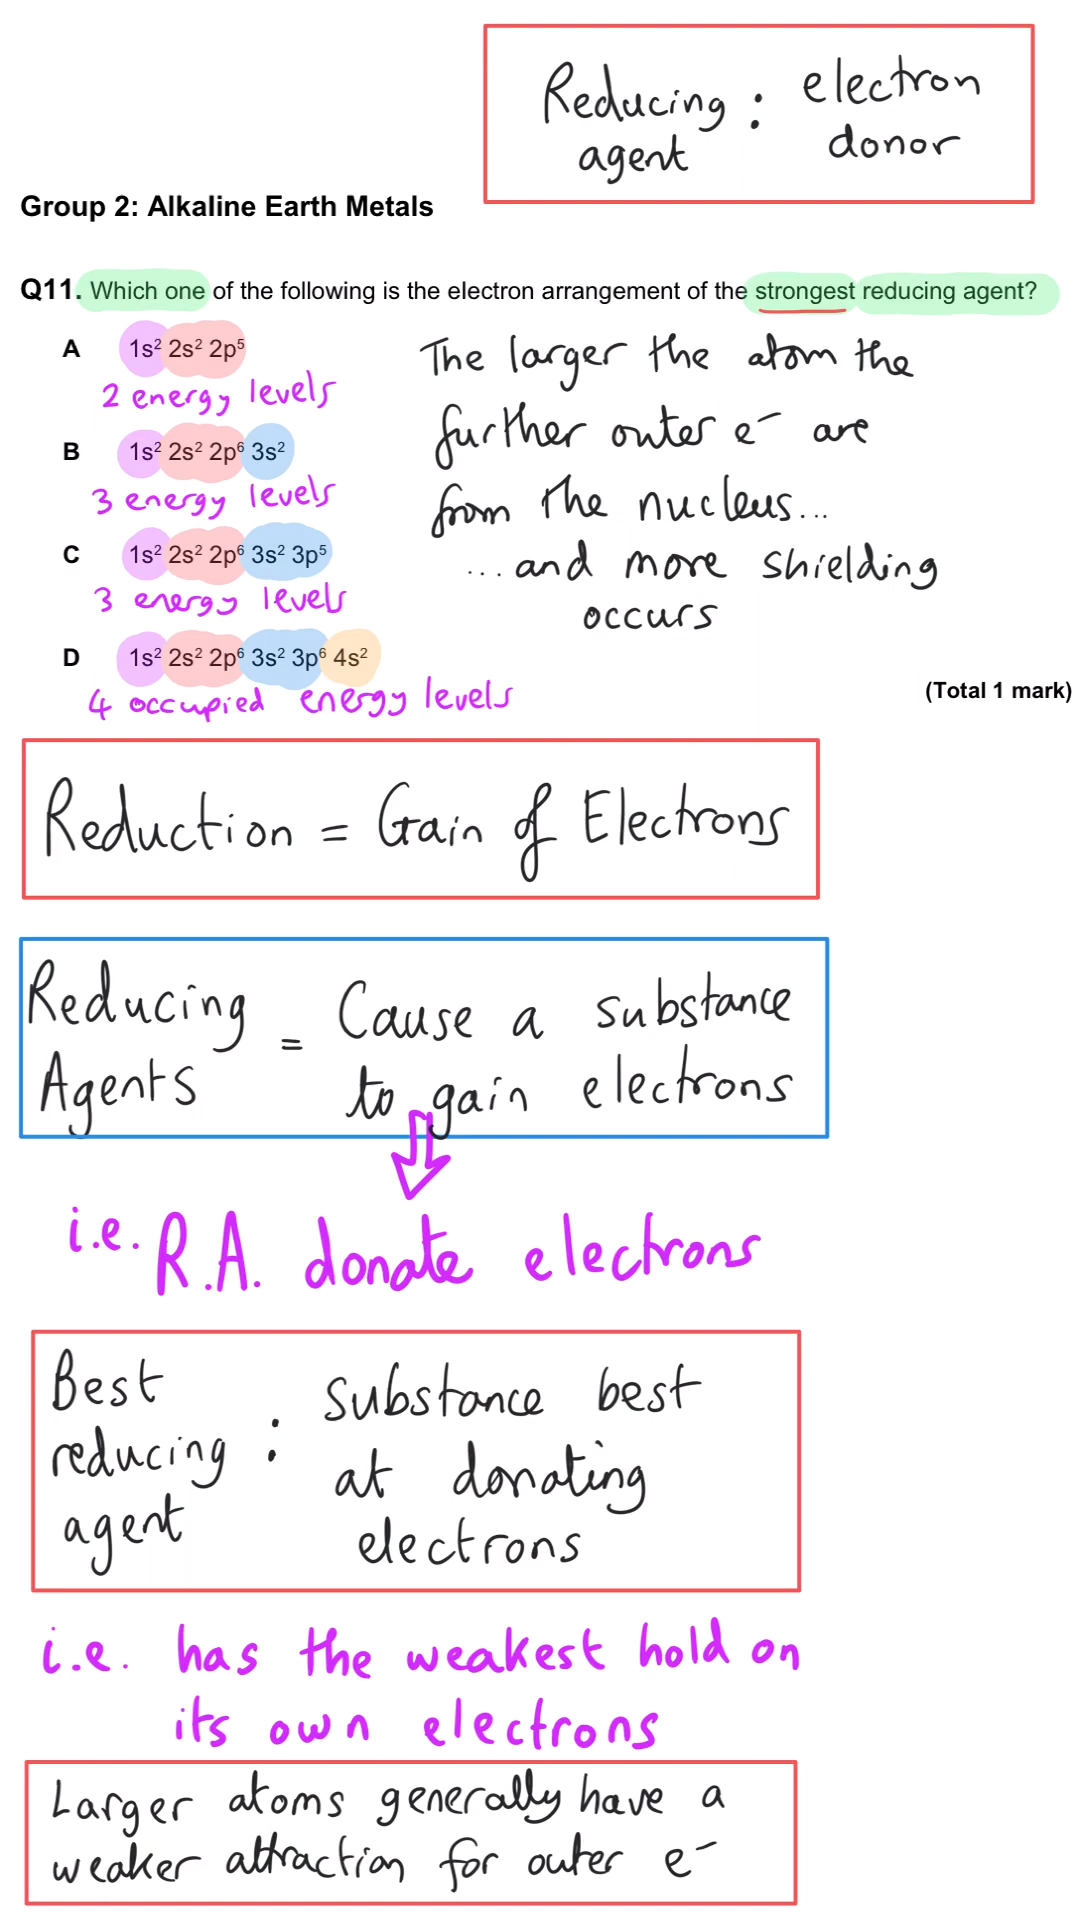 Reducing : electron
agent donor
Group 2: Alkaline Earth Metals
Q11. Which one of the following is the electron arrangement of the strongest reducing agent?
A 1s² 2s² 2p⁵
2 energy levels
B 1s² 2s² 2p⁶ 3s²
3 energy levels
C 1s² 2s² 2p⁶ 3s² 3p⁵
3 energy levels
D 1s² 2s² 2p⁶ 3s² 3p⁶ 4s²
4 occupied energy levels
The larger the atom the
further outer e⁻ are
from the nucleus...
...and more shielding
occurs
(Total 1 mark)
Reduction = Gain of Electrons
Reducing = Cause a substance
Agents to gain electrons
i.e. R.A. donate electrons
Best : substance best
reducing at donating
agent electrons
i.e. has the weakest hold on
its own electrons
Larger atoms generally have a
weaker attraction for outer e⁻